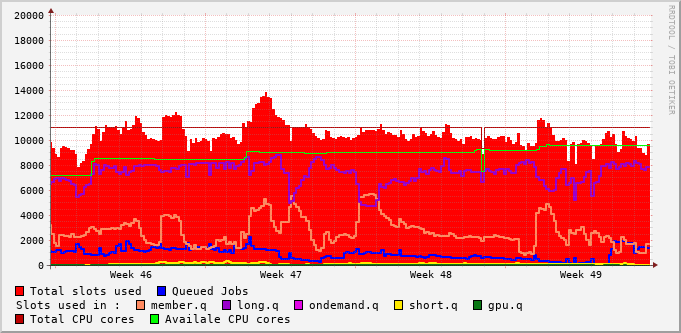 RRDTOOL / TOBI OETIKER
20000
18000
16000
14000
12000
10000
8000
6000
4000
2000
0
Week 46 Week 47 Week 48 Week 49
Total slots used Queued Jobs
Slots used in : member.q long.q ondemand.q short.q gpu.q
Total CPU cores Availale CPU cores